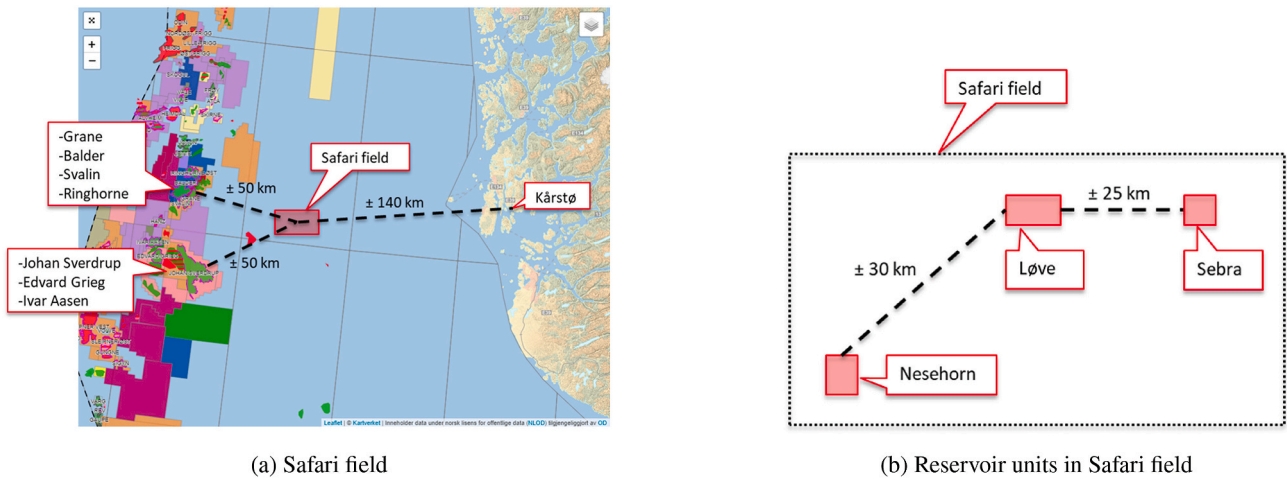 +
−
-Grane
-Balder
-Svalin
-Ringhorne
Safari field
± 50 km
± 140 km
Kårstø
-Johan Sverdrup
-Edvard Grieg
-Ivar Aasen
± 50 km
Leaflet | © Kartverket | Inneholder data under norsk lisens for offentlige data (NLOD) tilgjengeliggjort av OD
(a) Safari field
Safari field
± 25 km
± 30 km
Løve
Sebra
Nesehorn
(b) Reservoir units in Safari field